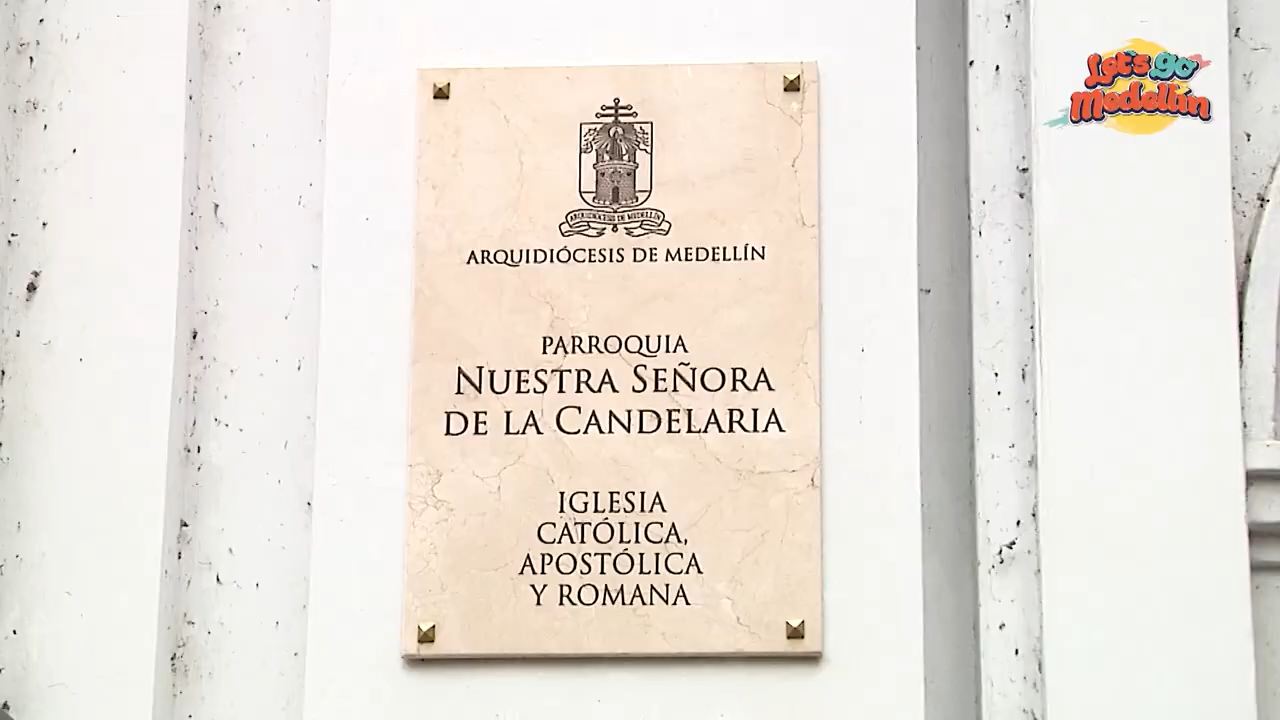 Let's go
Medellín
ARQUIDIÓCESIS DE MEDELLÍN
ARQUIDIÓCESIS DE MEDELLÍN
PARROQUIA
NUESTRA SEÑORA
DE LA CANDELARIA
IGLESIA
CATÓLICA,
APOSTÓLICA
Y ROMANA